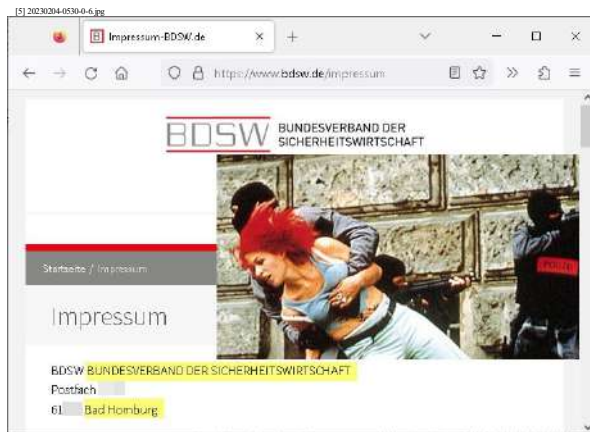 [5] 20230204-0530-0-6.jpg
Impressum-BDSW.de
https://www.bdsw.de/impressum
BDSW BUNDESVERBAND DER
SICHERHEITSWIRTSCHAFT
POLIZEI
Startseite / Impressum
Impressum
BDSW BUNDESVERBAND DER SICHERHEITSWIRTSCHAFT
Postfach
61 Bad Homburg